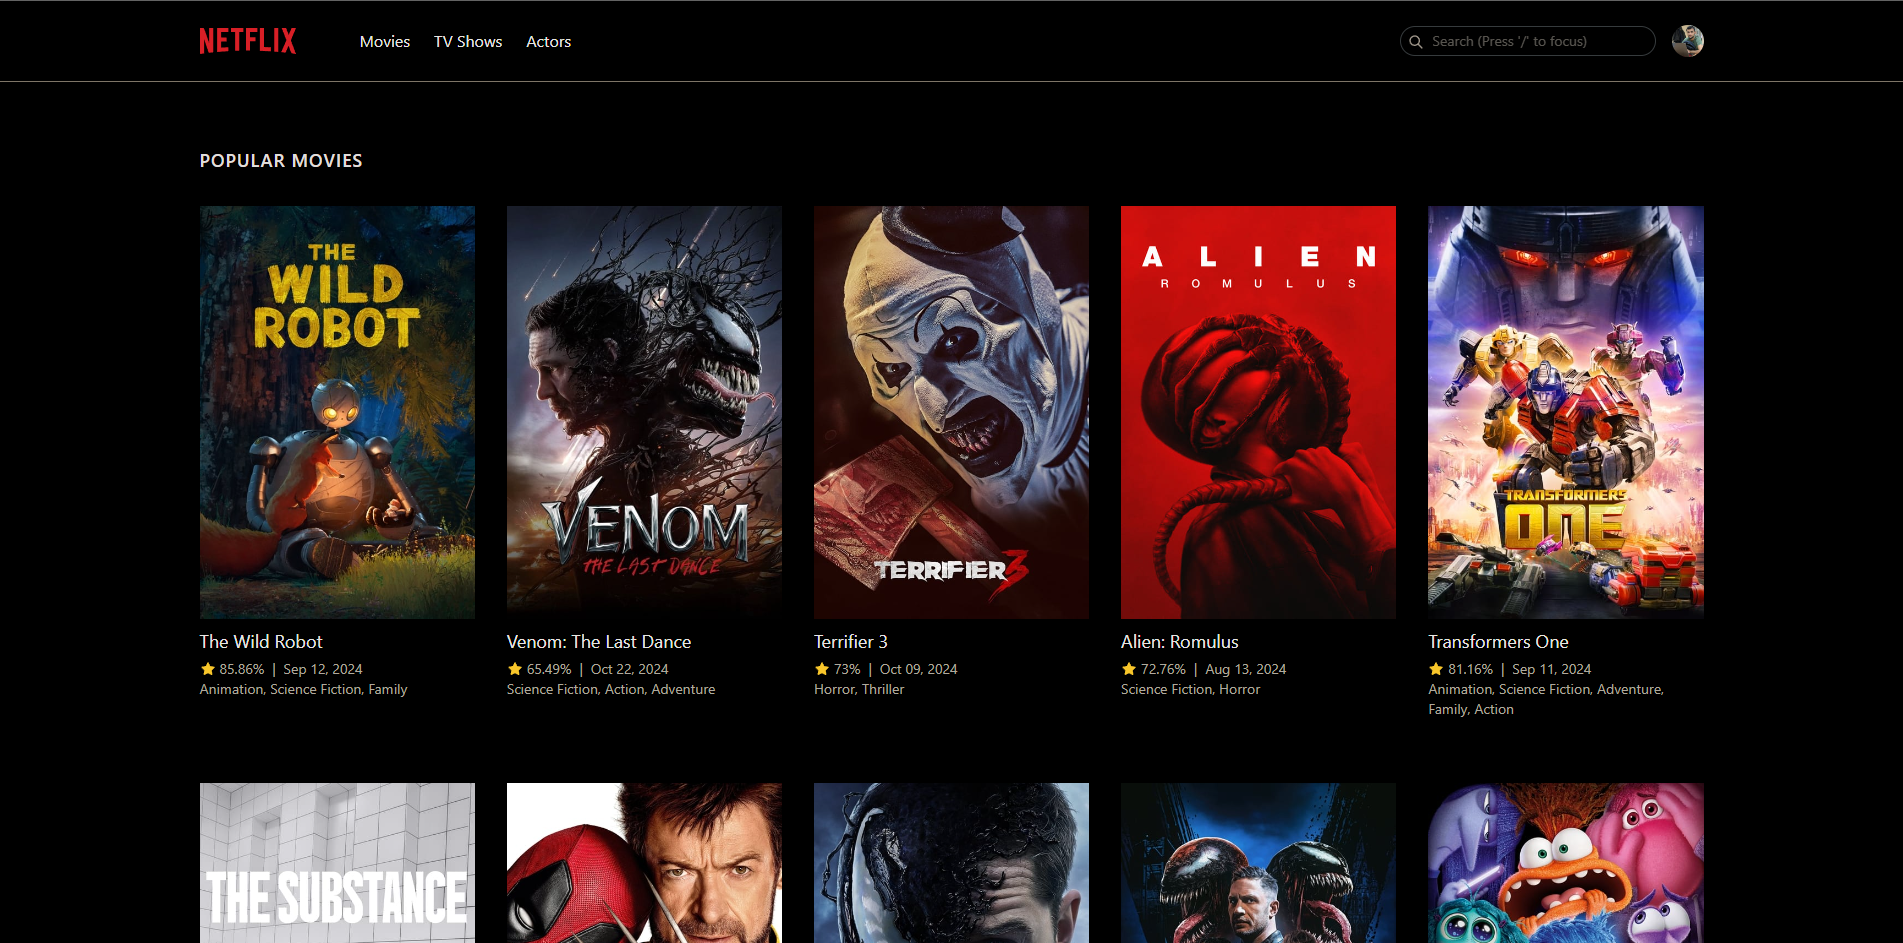 NETFLIX
Movies TV Shows Actors
Search (Press '/' to focus)
POPULAR MOVIES
THE
WILD
ROBOT
VENOM
THE LAST DANCE
TERRIFIER 3
ALIEN
ROMULUS
TRANSFORMERS
ONE
The Wild Robot
85.86% | Sep 12, 2024
Animation, Science Fiction, Family
Venom: The Last Dance
65.49% | Oct 22, 2024
Science Fiction, Action, Adventure
Terrifier 3
73% | Oct 09, 2024
Horror, Thriller
Alien: Romulus
72.76% | Aug 13, 2024
Science Fiction, Horror
Transformers One
81.16% | Sep 11, 2024
Animation, Science Fiction, Adventure,
Family, Action
THE SUBSTANCE